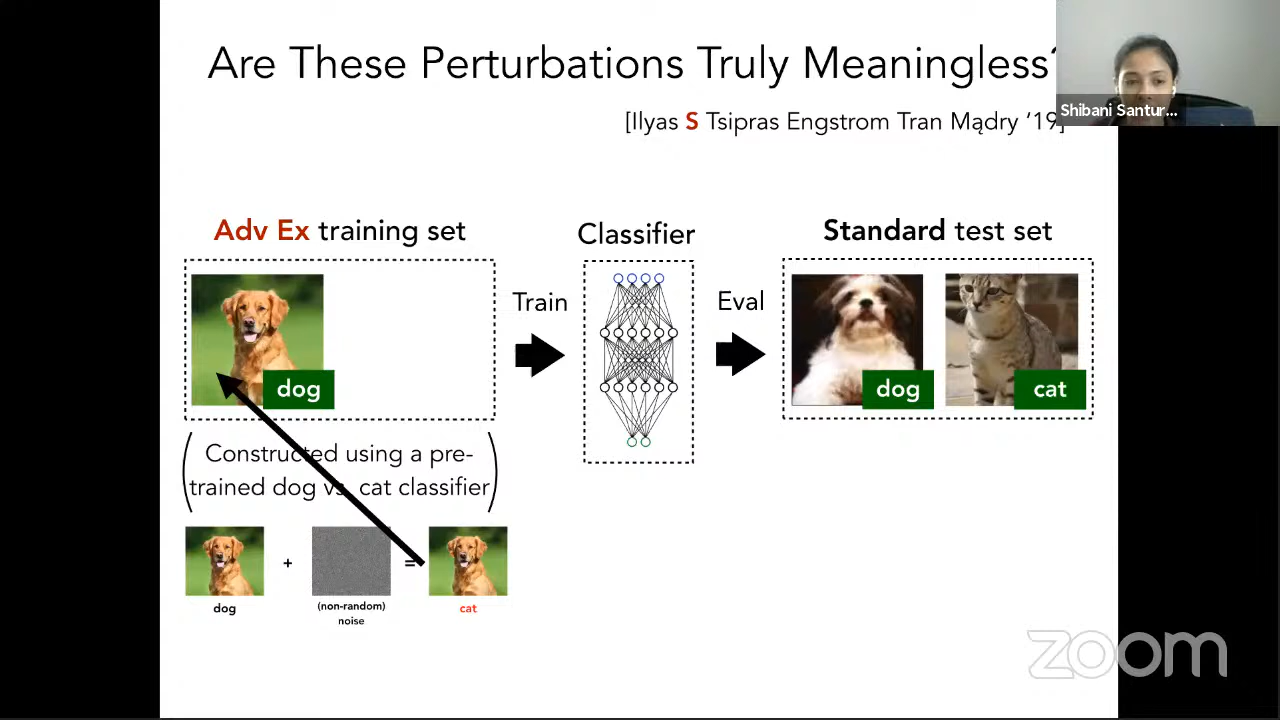 Are These Perturbations Truly Meaningless?
[Ilyas S Tsipras Engstrom Tran Mądry '19]
Shibani Santur...
Adv Ex training set
Classifier
Standard test set
Train
Eval
dog
dog
cat
(Constructed using a pre-
trained dog vs. cat classifier)
+
=
dog
(non-random)
noise
cat
zoom